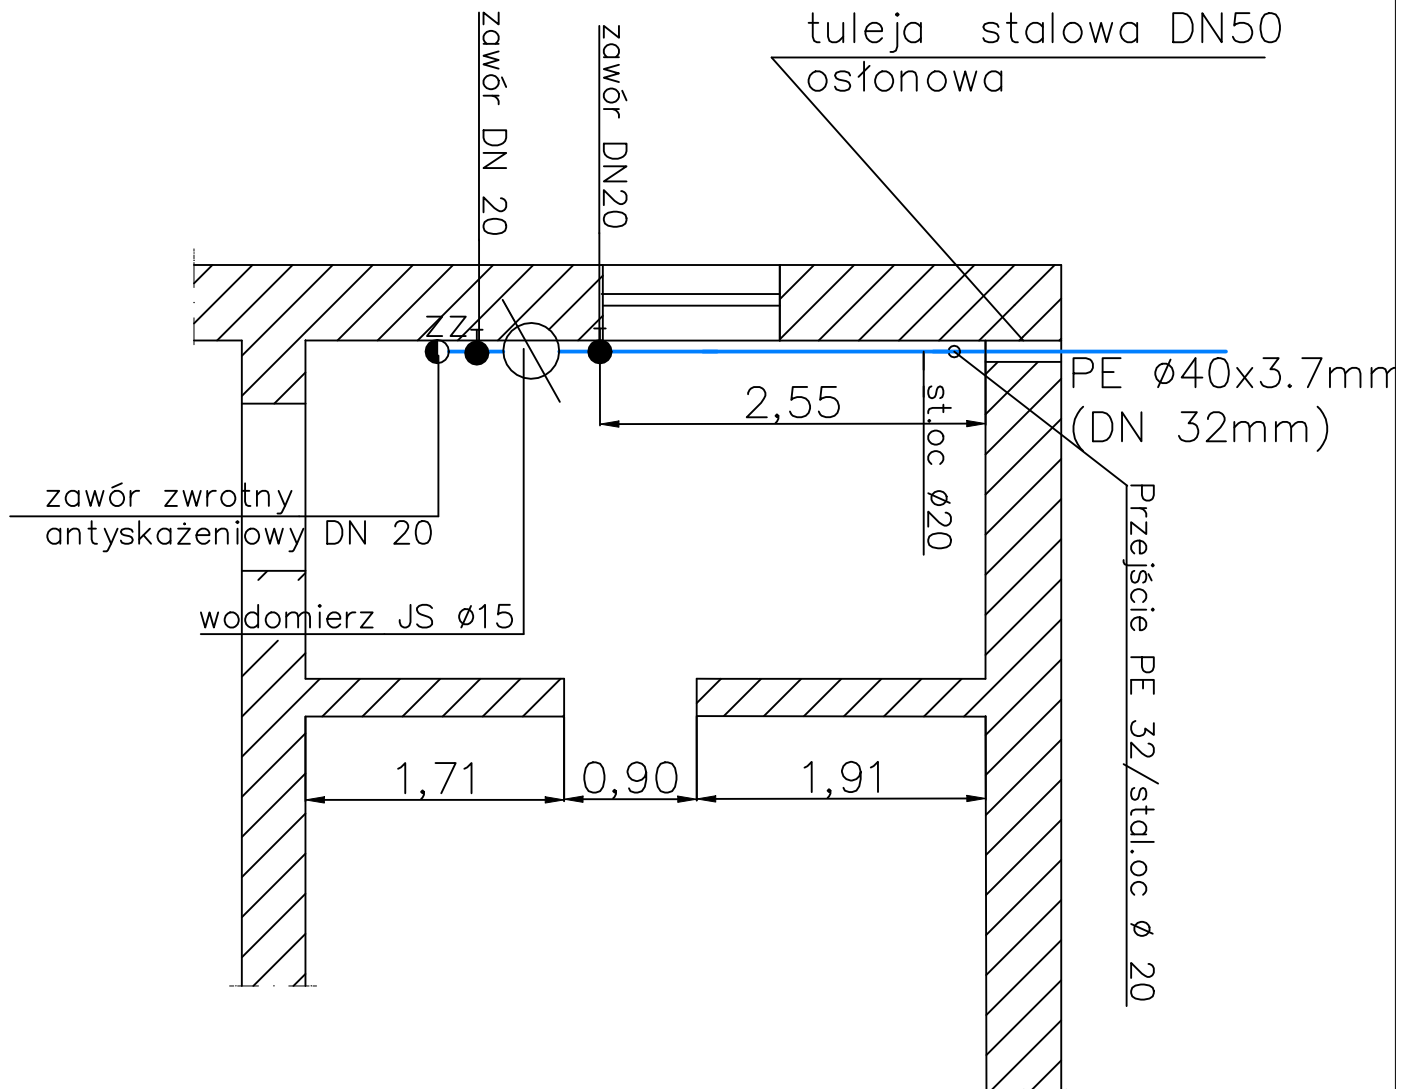 tuleja stalowa DN50
osłonowa
zawór DN 20
zawór DN20
ZZ
PE ø40x3.7mm
(DN 32mm)
2,55
st.oc ø20
zawór zwrotny
antyskażeniowy DN 20
wodomierz JS ø15
Przejście PE 32/stal.oc ø 20
1,71
0,90
1,91